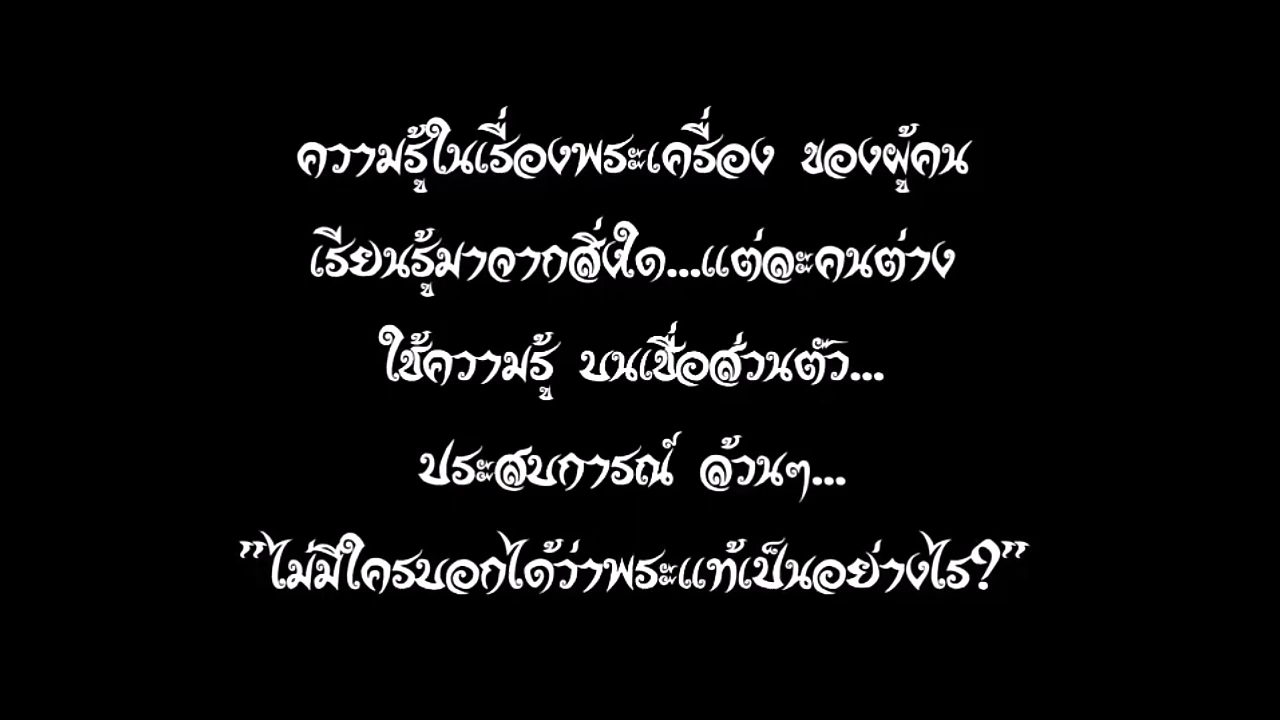 ความรู้ในเรื่องพระเครื่อง ของผู้คน
เรียนรู้มาจากสิ่งใด...แต่ละคนต่าง
ใช้ความรู้ บนเชื่อส่วนตัว...
ประสบการณ์ ล้วนๆ...
"ไม่มีใครบอกได้ว่าพระแท้เป็นอย่างไร?"